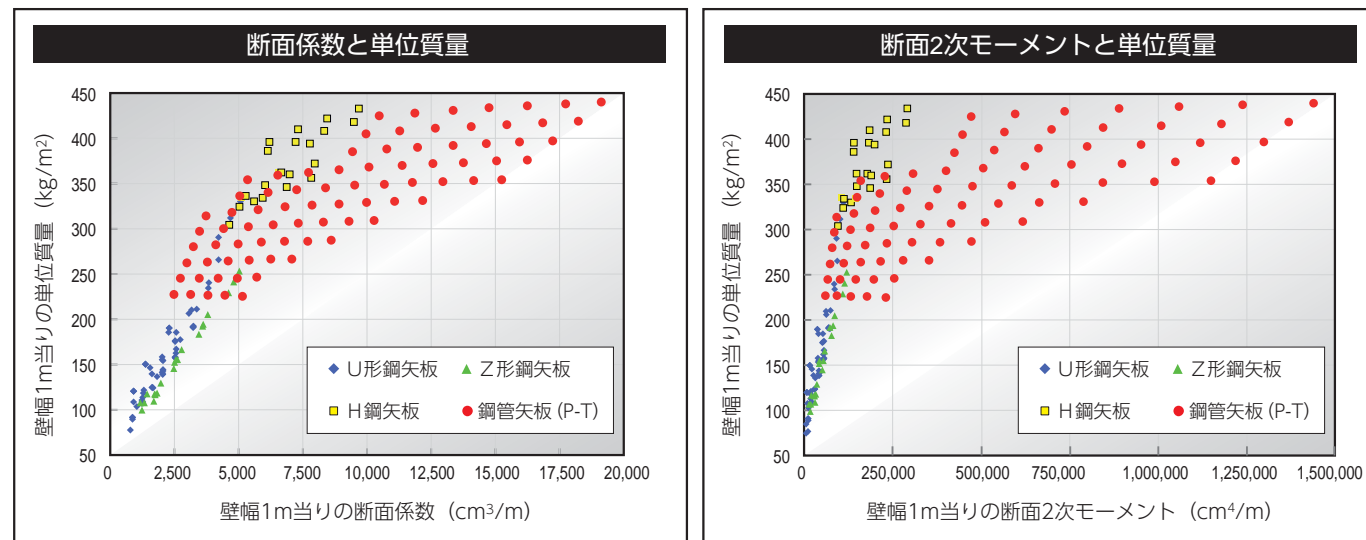 断面係数と単位質量
450
400
350
300
250
200
150
100
50
壁幅1m当りの単位質量 (kg/m²)
U形鋼矢板
Z形鋼矢板
H鋼矢板
鋼管矢板(P-T)
0 2,500 5,000 7,500 10,000 12,500 15,000 17,500 20,000
壁幅1m当りの断面係数 (cm³/m)
断面2次モーメントと単位質量
450
400
350
300
250
200
150
100
50
壁幅1m当りの単位質量 (kg/m²)
U形鋼矢板
Z形鋼矢板
H鋼矢板
鋼管矢板(P-T)
0 250,000 500,000 750,000 1,000,000 1,250,000 1,500,000
壁幅1m当りの断面2次モーメント (cm⁴/m)